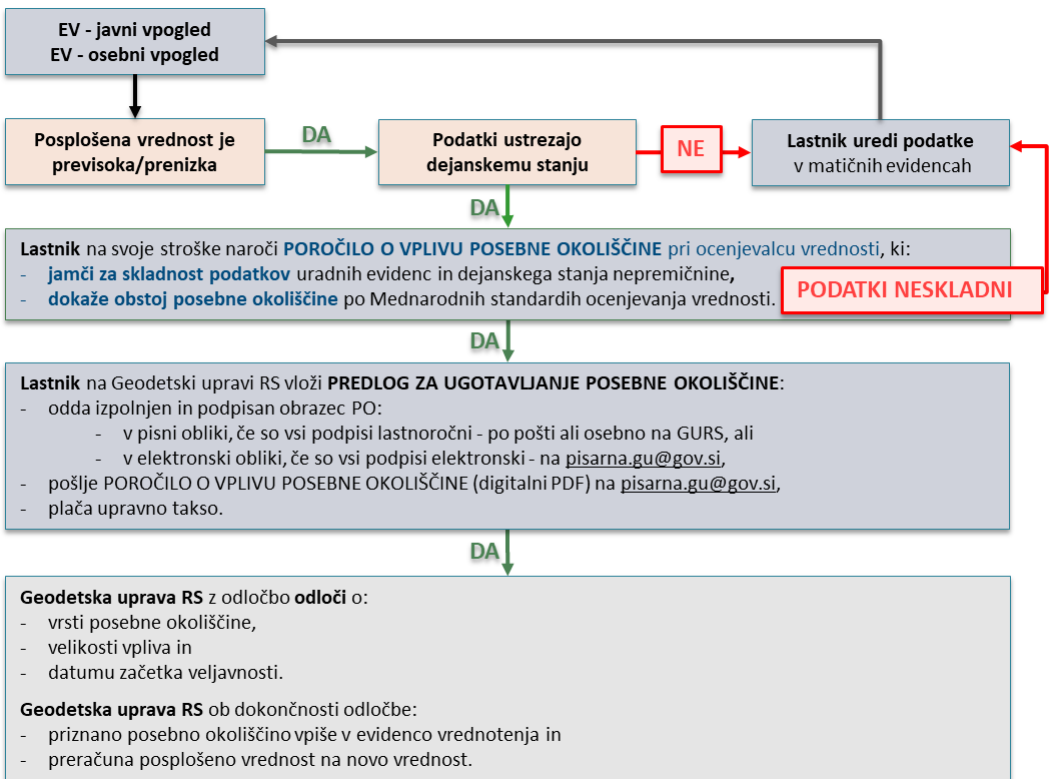 EV - javni vpogled
EV - osebni vpogled
Posplošena vrednost je
previsoka/prenizka
DA
Podatki ustrezajo
dejanskemu stanju
NE
Lastnik uredi podatke
v matičnih evidencah
DA
Lastnik na svoje stroške naroči POROČILO O VPLIVU POSEBNE OKOLIŠČINE pri ocenjevalcu vrednosti, ki:
- jamči za skladnost podatkov uradnih evidenc in dejanskega stanja nepremičnine,
- dokaže obstoj posebne okoliščine po Mednarodnih standardih ocenjevanja vrednosti.
PODATKI NESKLADNI
DA
Lastnik na Geodetski upravi RS vloži PREDLOG ZA UGOTAVLJANJE POSEBNE OKOLIŠČINE:
- odda izpolnjen in podpisan obrazec PO:
- v pisni obliki, če so vsi podpisi lastnoročni - po pošti ali osebno na GURS, ali
- v elektronski obliki, če so vsi podpisi elektronski - na pisarna.gu@gov.si,
- pošlje POROČILO O VPLIVU POSEBNE OKOLIŠČINE (digitalni PDF) na pisarna.gu@gov.si,
- plača upravno takso.
DA
Geodetska uprava RS z odločbo odloči o:
- vrsti posebne okoliščine,
- velikosti vpliva in
- datumu začetka veljavnosti.
Geodetska uprava RS ob dokončnosti odločbe:
- priznano posebno okoliščino vpiše v evidenco vrednotenja in
- preračuna posplošeno vrednost na novo vrednost.